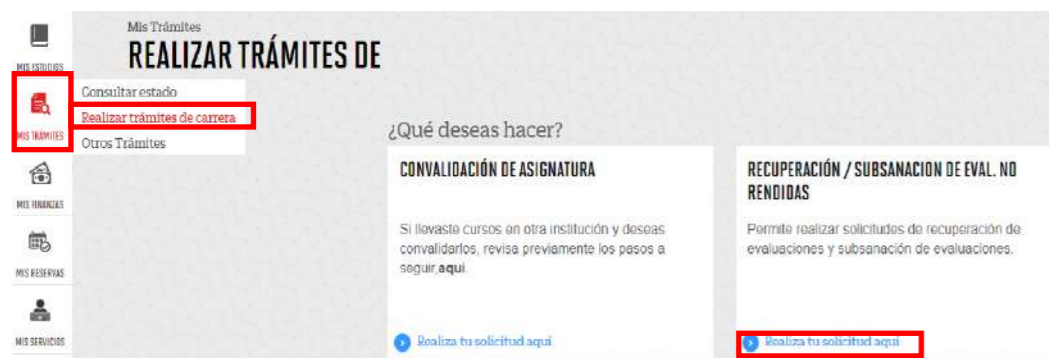 Mis Trámites
REALIZAR TRÁMITES DE
MIS ESTUDIOS
Consultar estado
Realizar trámites de carrera
MIS TRÁMITES
Otros Trámites
¿Qué deseas hacer?
CONVALIDACIÓN DE ASIGNATURA
Si llevaste cursos en otra institución y deseas
convalidarlos, revisa previamente los pasos a
seguir aqui.
Realiza tu solicitud aquí
RECUPERACIÓN / SUBSANACION DE EVAL. NO
RENDIDAS
Permite realizar solicitudes de recuperación de
evaluaciones y subsanación de evaluaciones.
Realiza tu solicitud aquí
MIS FINANZAS
MIS RESERVAS
MIS SERVICIOS